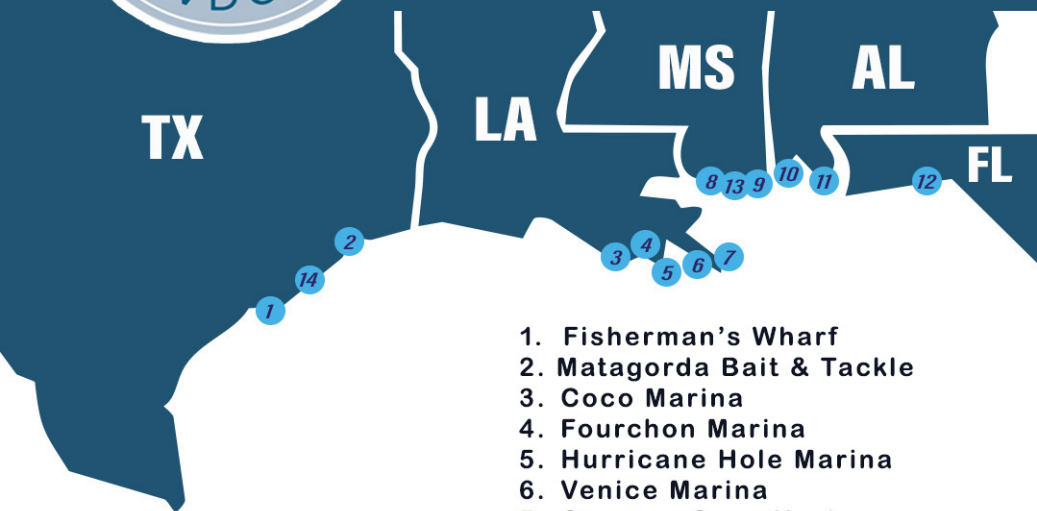 TX
LA
MS
AL
FL
1
14
2
3
4
5
6
7
8
13
9
10
11
12
1. Fisherman’s Wharf
2. Matagorda Bait & Tackle
3. Coco Marina
4. Fourchon Marina
5. Hurricane Hole Marina
6. Venice Marina